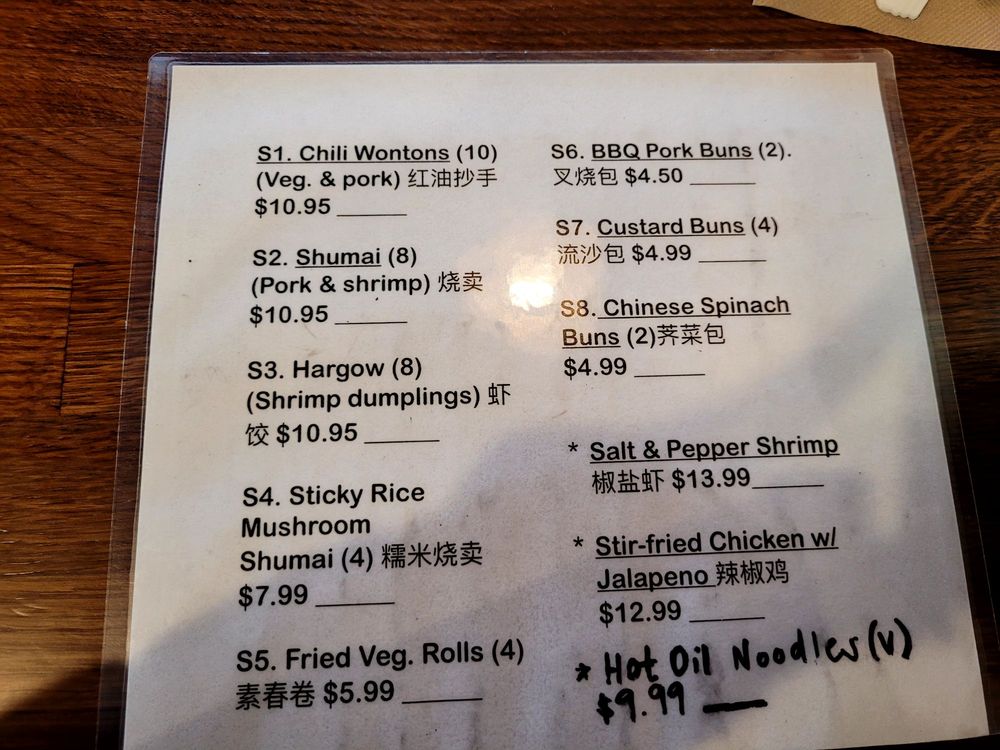 S1. Chili Wontons (10)
(Veg. & pork) 红油抄手
$10.95 ______
S2. Shumai (8)
(Pork & shrimp) 烧卖
$10.95 ______
S3. Hargow (8)
(Shrimp dumplings) 虾
饺 $10.95 ______
S4. Sticky Rice
Mushroom
Shumai (4) 糯米烧卖
$7.99 ______
S5. Fried Veg. Rolls (4)
素春卷 $5.99 ______
S6. BBQ Pork Buns (2).
叉烧包 $4.50 ______
S7. Custard Buns (4)
流沙包 $4.99 ______
S8. Chinese Spinach
Buns (2)荠菜包
$4.99 ______
* Salt & Pepper Shrimp
椒盐虾 $13.99______
* Stir-fried Chicken w/
Jalapeno 辣椒鸡
$12.99 ______
* Hot Oil Noodles (V)
$9.99 ___